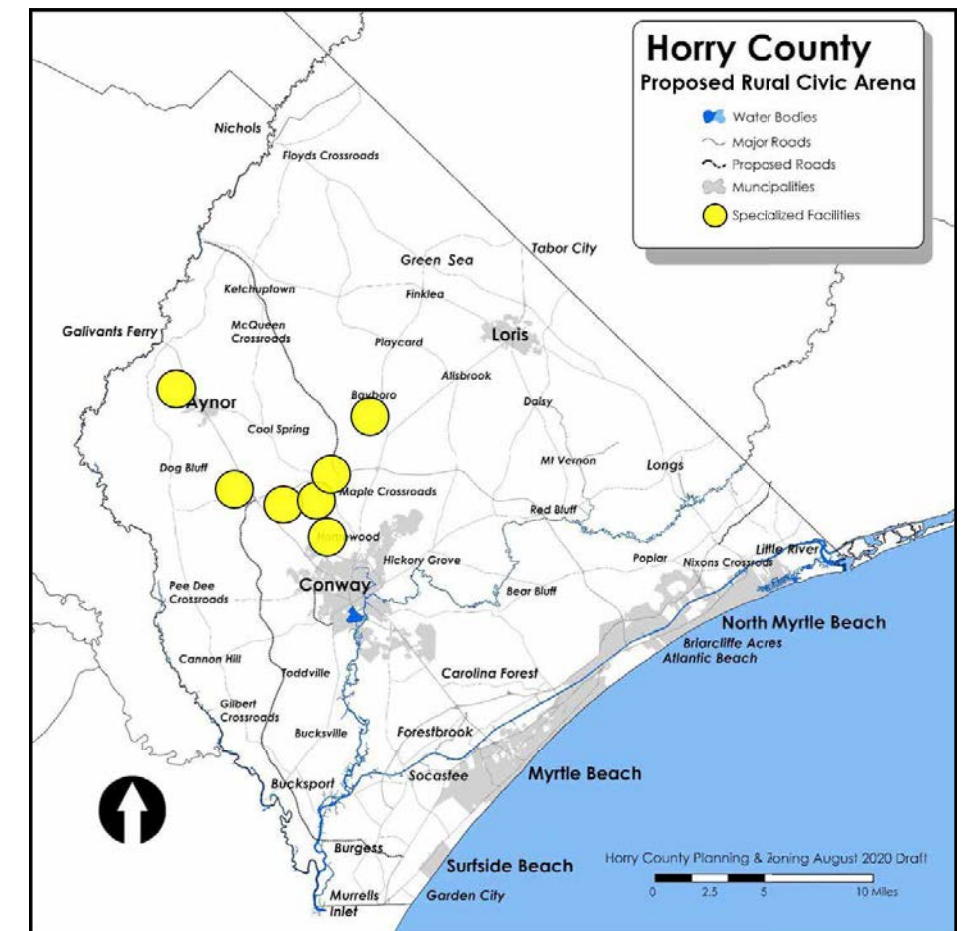 Horry County
Proposed Rural Civic Arena
Water Bodies
Major Roads
Proposed Roads
Muncipalities
Specialized Facilities
Nichols
Floyds Crossroads
Tabor City
Green Sea
Ketchuptown
Finklea
McQueen
Crossroads
Galivants Ferry
Loris
Playcard
Allsbrook
Bayboro
Aynor
Daisy
Cool Spring
Dog Bluff
Mt Vernon
Longs
Maple Crossroads
Red Bluff
Homewood
Hickory Grove
Little River
Poplar
Nixons Crossroads
Conway
Pee Dee
Crossroads
Bear Bluff
North Myrtle Beach
Briarcliffe Acres
Atlantic Beach
Cannon Hill
Toddville
Carolina Forest
Gilbert
Crossroads
Bucksville
Forestbrook
Bucksport
Socastee
Myrtle Beach
Burgess
Surfside Beach
Horry County Planning & Zoning August 2020 Draft
0 2.5 5 10 Miles
Murrells
Inlet
Garden City